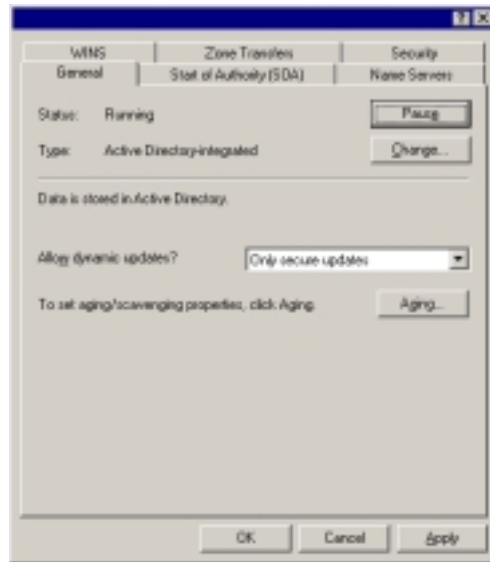 WINS Zone Transfers Security
General Start of Authority (SOA) Name Servers
Status: Running Pause
Type: Active Directory-integrated Change...
Data is stored in Active Directory.
Allow dynamic updates? Only secure updates
To set aging/scavenging properties, click Aging. Aging...
OK Cancel Apply